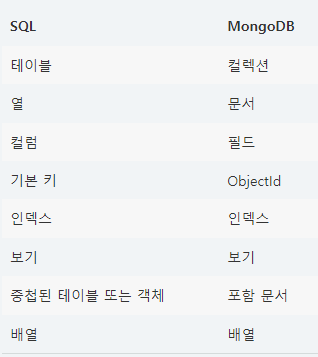 SQL MongoDB
테이블 컬렉션
열 문서
컬럼 필드
기본 키 ObjectId
인덱스 인덱스
보기 보기
중첩된 테이블 또는 객체 포함 문서
배열 배열